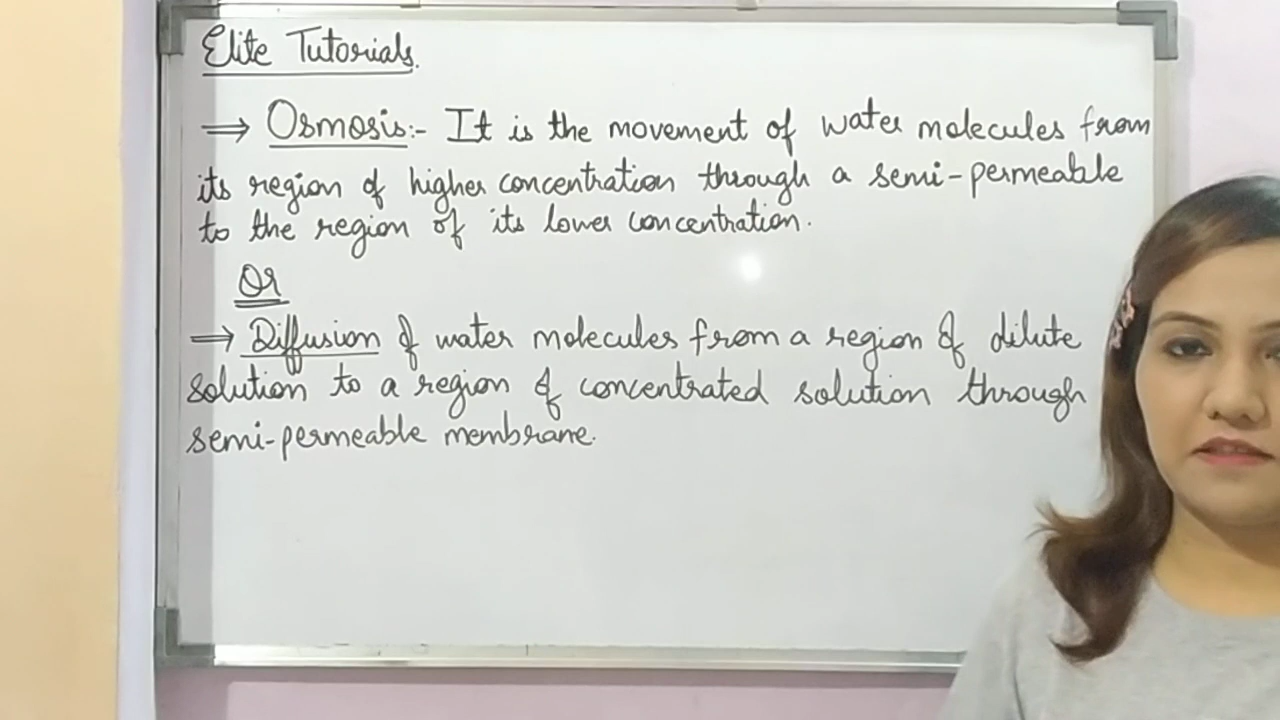 Elite Tutorials.
⇒ Osmosis:- It is the movement of water molecules from
its region of higher concentration through a semi-permeable
to the region of its lower concentration.
Or
⇒ Diffusion of water molecules from a region of dilute
solution to a region of concentrated solution through
semi-permeable membrane.